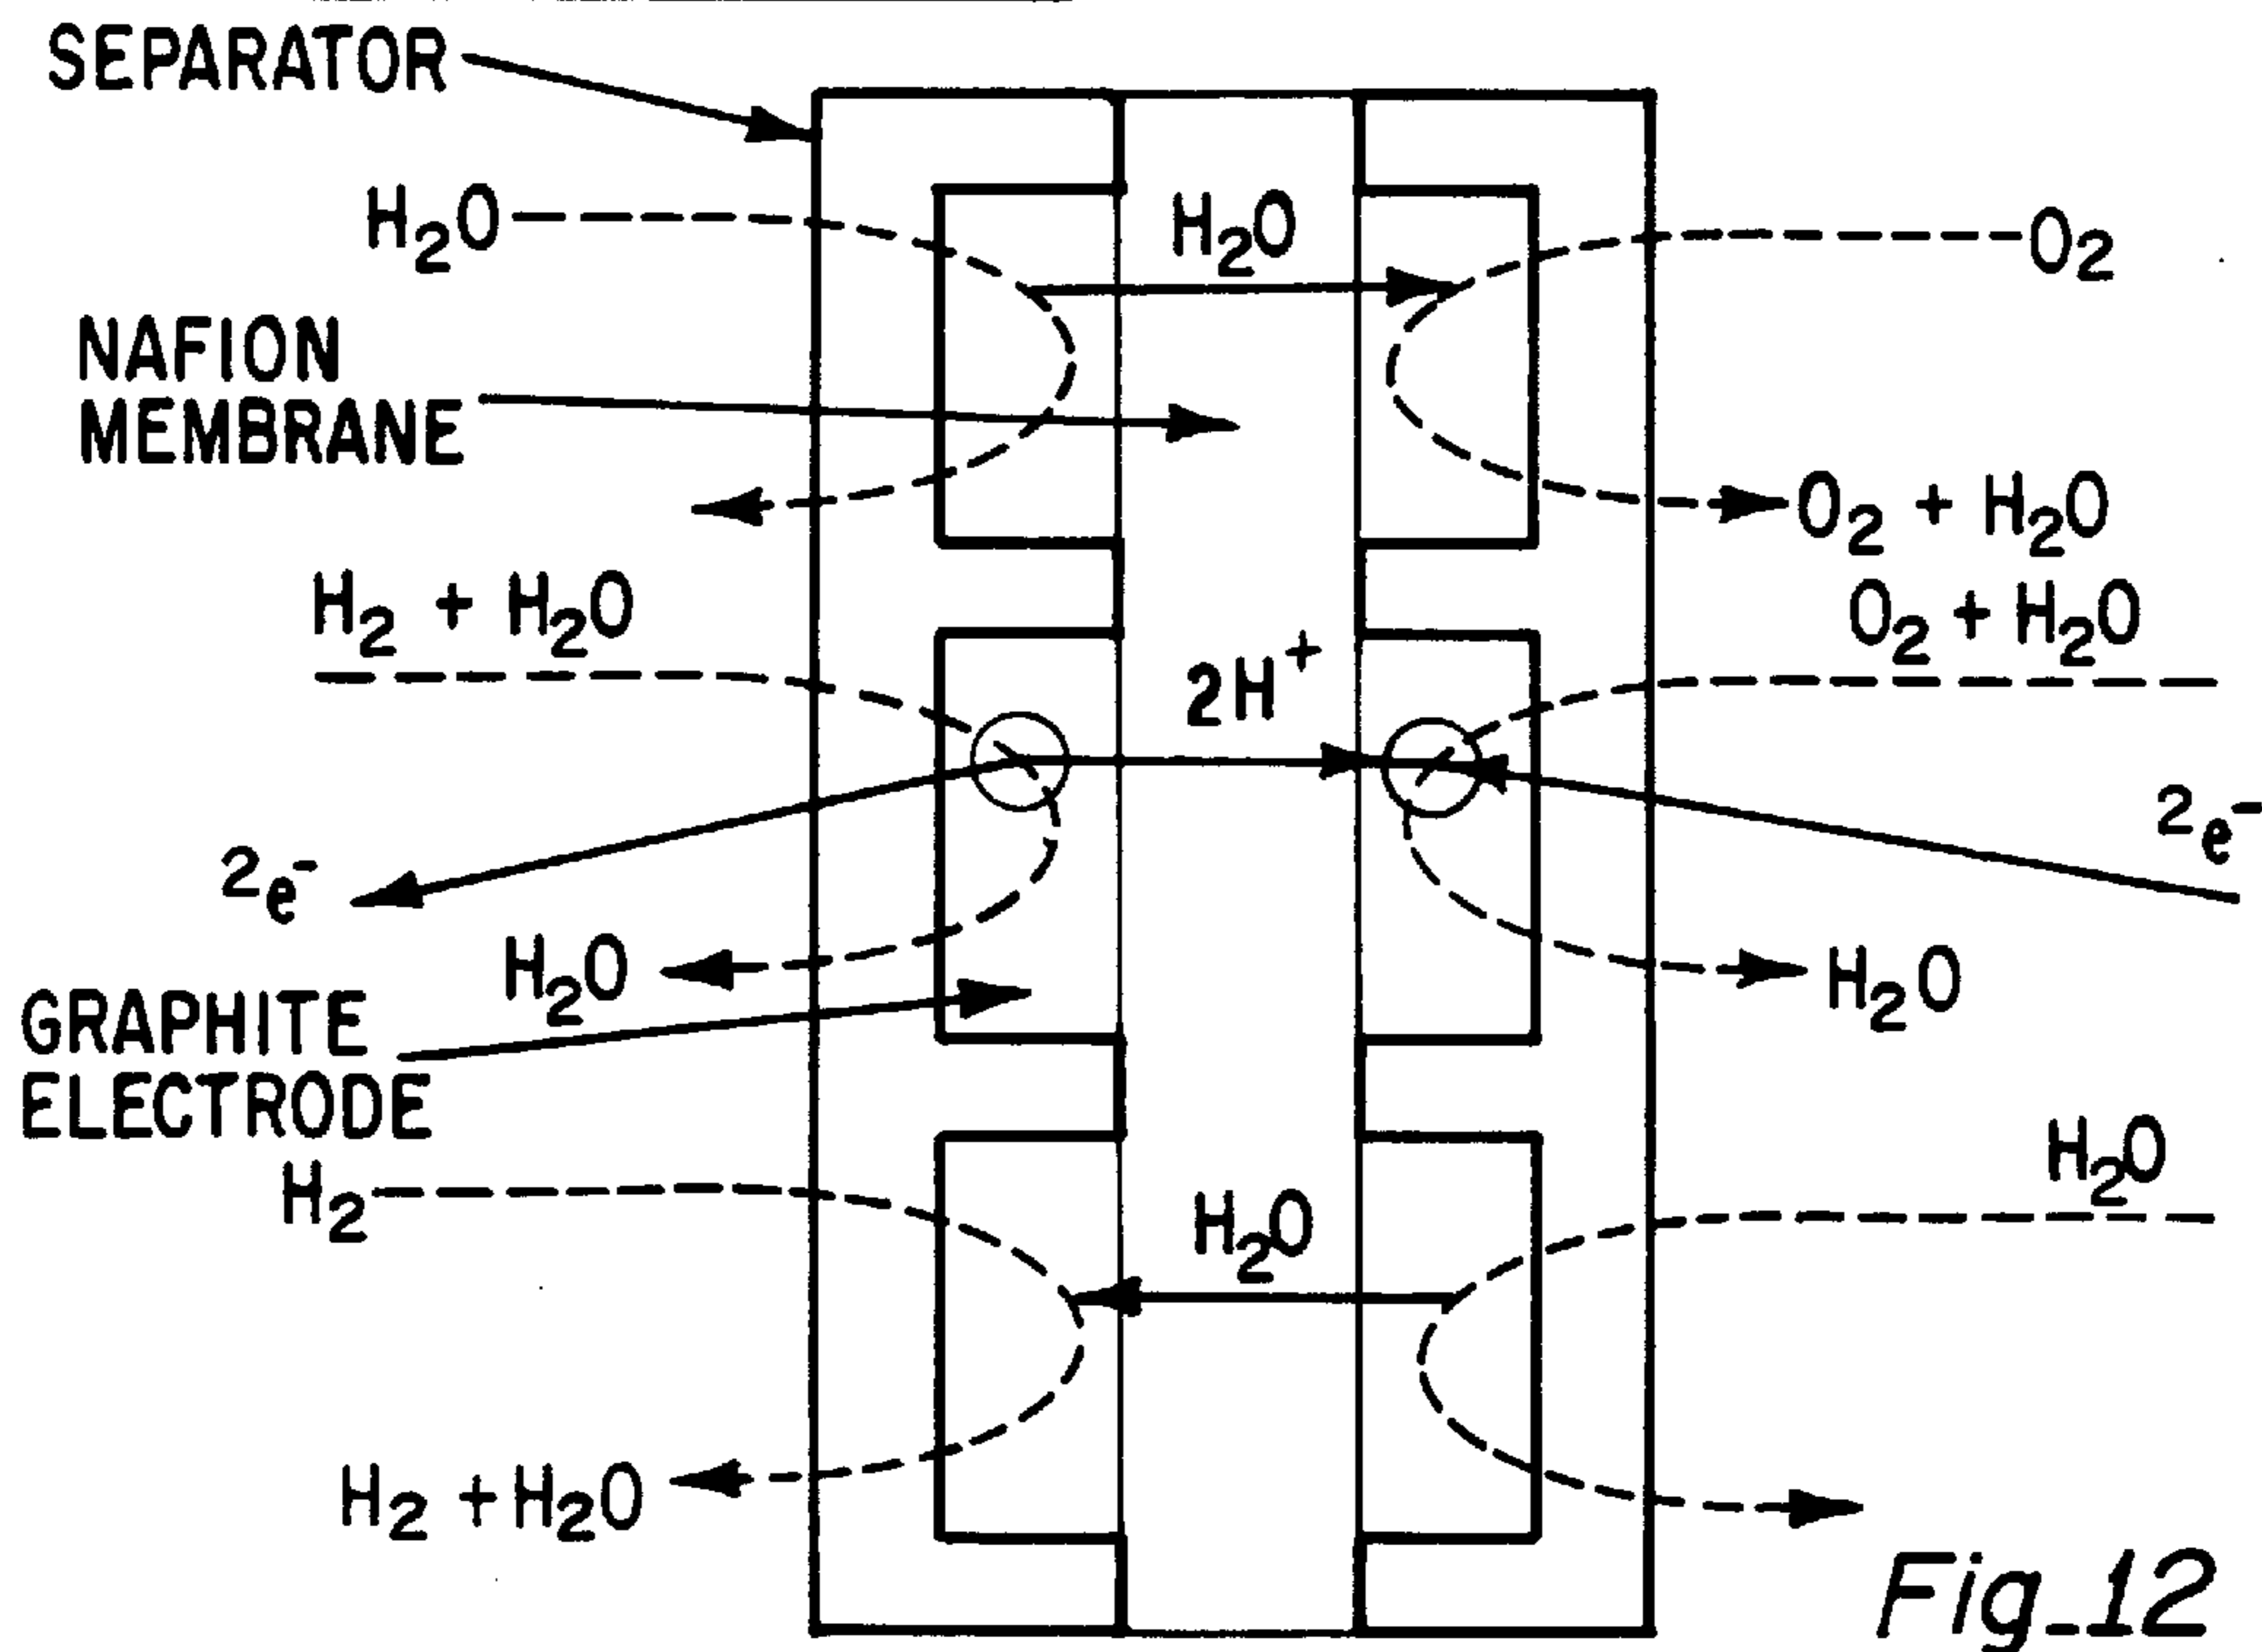 SEPARATOR
H₂O
H₂O
O₂
NAFION
MEMBRANE
O₂ + H₂O
H₂ + H₂O
O₂ + H₂O
2H⁺
2e⁻
2e⁻
H₂O
H₂O
GRAPHITE
ELECTRODE
H₂O
H₂
H₂O
H₂ + H₂O
Fig_12